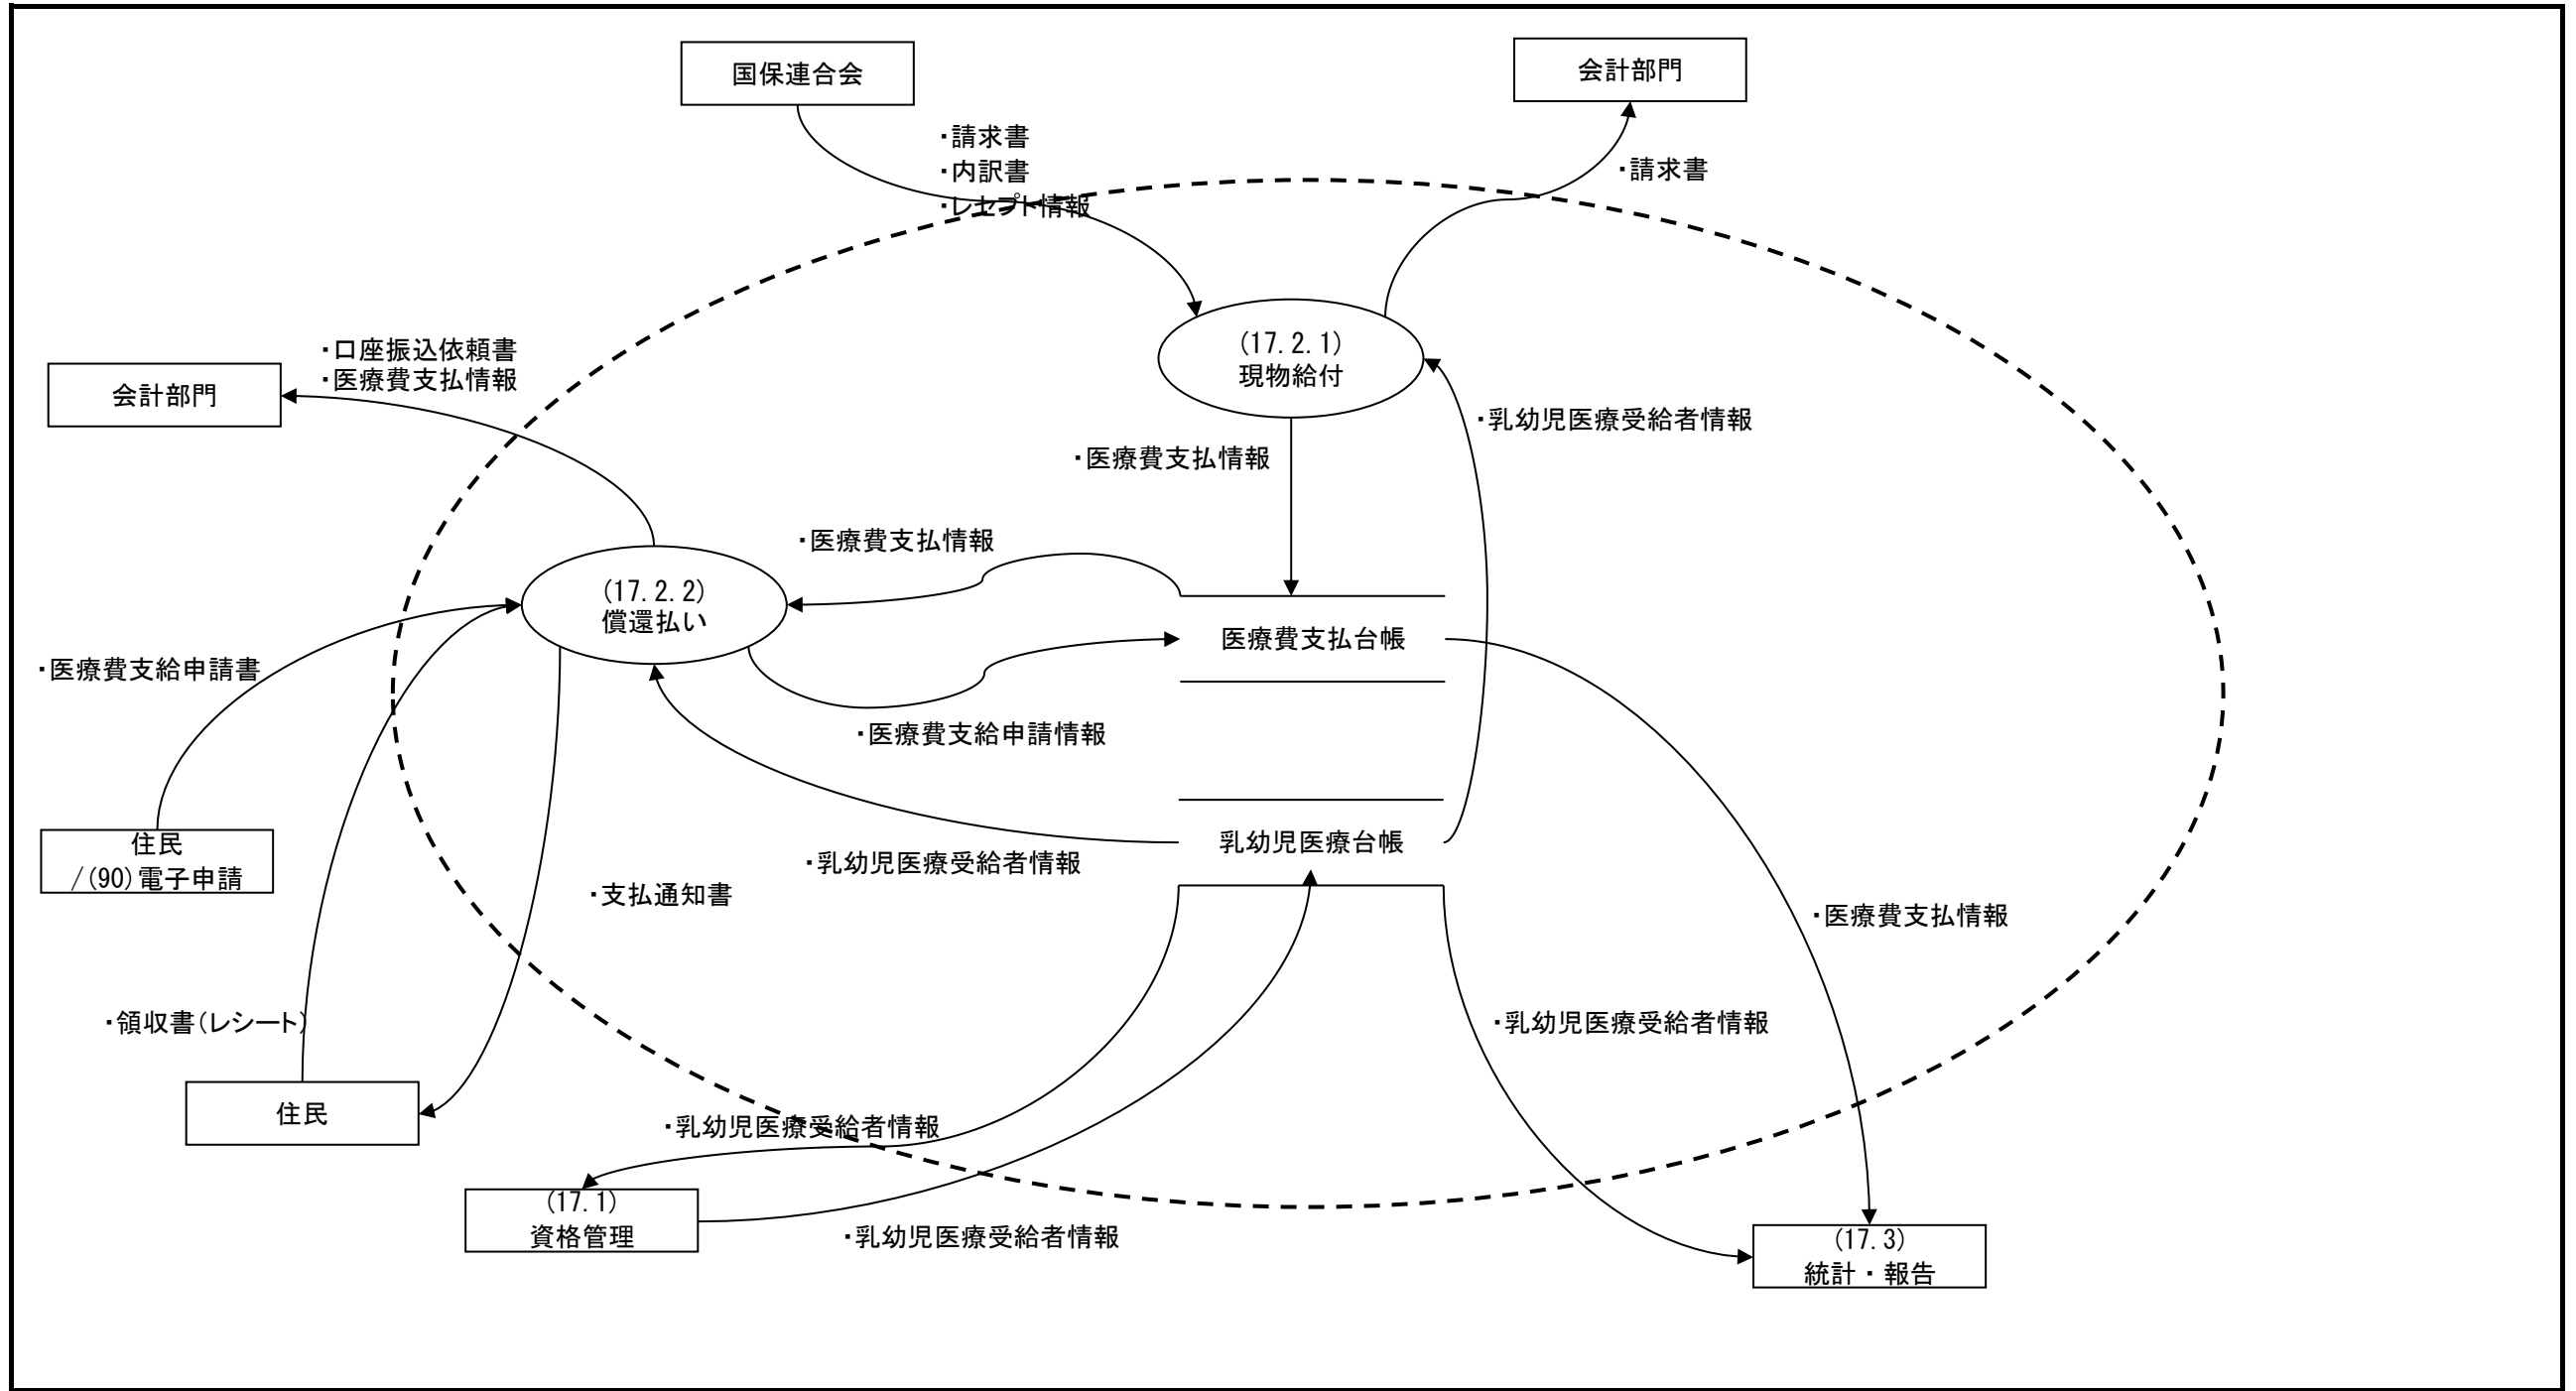 国保連合会
会計部門
・請求書
・内訳書
・レセプト情報
・請求書
(17.2.1)
現物給付
・口座振込依頼書
・医療費支払情報
会計部門
・乳幼児医療受給者情報
・医療費支払情報
・医療費支払情報
(17.2.2)
償還払い
医療費支払台帳
・医療費支給申請書
・医療費支給申請情報
住民
/(90)電子申請
乳幼児医療台帳
・乳幼児医療受給者情報
・支払通知書
・医療費支払情報
・領収書(レシート)
・乳幼児医療受給者情報
住民
・乳幼児医療受給者情報
(17.1)
資格管理
・乳幼児医療受給者情報
(17.3)
統計・報告